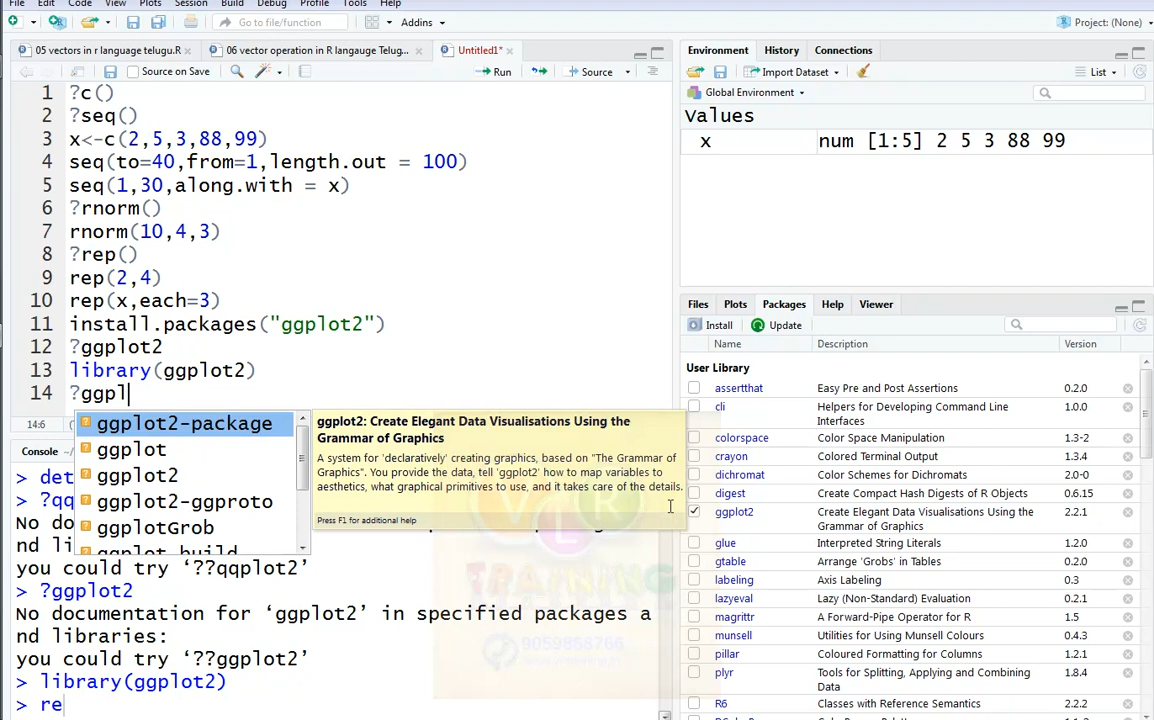 File Edit Code View Plots Session Build Debug Profile Tools Help
Go to file/function Addins Project: (None)
05 vectors in r language telugu.R 06 vector operation in R langauge Telug... Untitled1*
Source on Save Run Source
1 ?c()
2 ?seq()
3 x<-c(2,5,3,88,99)
4 seq(to=40,from=1,length.out = 100)
5 seq(1,30,along.with = x)
6 ?rnorm()
7 rnorm(10,4,3)
8 ?rep()
9 rep(2,4)
10 rep(x,each=3)
11 install.packages("ggplot2")
12 ?ggplot2
13 library(ggplot2)
14 ?ggpl
14:6
ggplot2-package
ggplot
ggplot2
ggplot2-ggproto
ggplotGrob
ggplot_build
ggplot2: Create Elegant Data Visualisations Using the
Grammar of Graphics
A system for 'declaratively' creating graphics, based on "The Grammar of
Graphics". You provide the data, tell 'ggplot2' how to map variables to
aesthetics, what graphical primitives to use, and it takes care of the details.
Press F1 for additional help
Console
> det
> ?qq
No do
nd li
you could try ‘??qqplot2’
> ?ggplot2
No documentation for ‘ggplot2’ in specified packages a
nd libraries:
you could try ‘??ggplot2’
> library(ggplot2)
> re
VLR
TRAINING
9059868766
Environment History Connections
Import Dataset List
Global Environment
Values
x num [1:5] 2 5 3 88 99
Files Plots Packages Help Viewer
Install Update
Name Description Version
User Library
assertthat Easy Pre and Post Assertions 0.2.0
cli Helpers for Developing Command Line 1.0.0
Interfaces
colorspace Color Space Manipulation 1.3-2
crayon Colored Terminal Output 1.3.4
dichromat Color Schemes for Dichromats 2.0-0
digest Create Compact Hash Digests of R Objects 0.6.15
ggplot2 Create Elegant Data Visualisations Using the 2.2.1
Grammar of Graphics
glue Interpreted String Literals 1.2.0
gtable Arrange 'Grobs' in Tables 0.2.0
labeling Axis Labeling 0.3
lazyeval Lazy (Non-Standard) Evaluation 0.2.1
magrittr A Forward-Pipe Operator for R 1.5
munsell Utilities for Using Munsell Colours 0.4.3
pillar Coloured Formatting for Columns 1.2.1
plyr Tools for Splitting, Applying and Combining 1.8.4
Data
R6 Classes with Reference Semantics 2.2.2